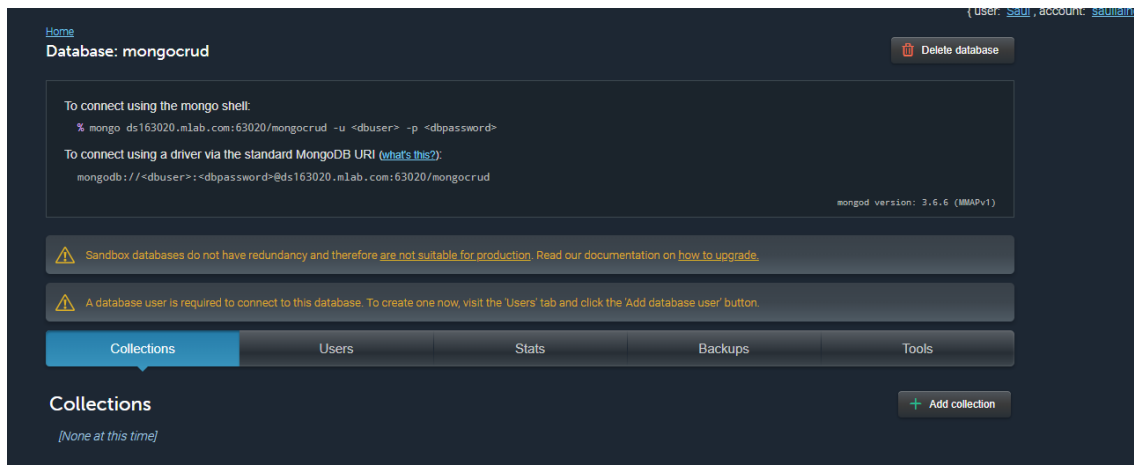 { user: Saul , account:
Home
Database: mongocrud
Delete database
To connect using the mongo shell:
% mongo ds163020.mlab.com:63020/mongocrud -u <dbuser> -p <dbpassword>
To connect using a driver via the standard MongoDB URI (what's this?):
mongodb://<dbuser>:<dbpassword>@ds163020.mlab.com:63020/mongocrud
mongod version: 3.6.6 (MMAPv1)
Sandbox databases do not have redundancy and therefore are not suitable for production. Read our documentation on how to upgrade.
A database user is required to connect to this database. To create one now, visit the 'Users' tab and click the 'Add database user' button.
Collections Users Stats Backups Tools
Collections
+ Add collection
[None at this time]